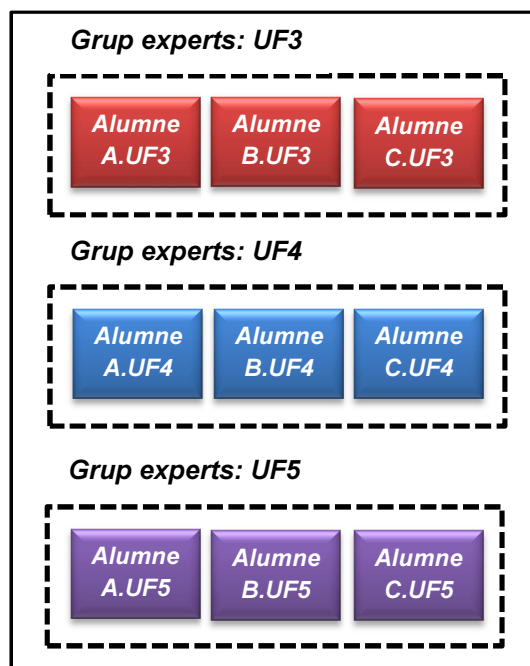 Grup experts: UF3
Alumne A.UF3
Alumne B.UF3
Alumne C.UF3
Grup experts: UF4
Alumne A.UF4
Alumne B.UF4
Alumne C.UF4
Grup experts: UF5
Alumne A.UF5
Alumne B.UF5
Alumne C.UF5